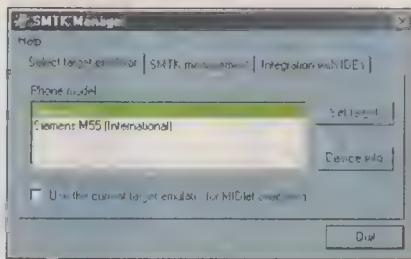 SMTK Manager
Help
Select target emulator | SMTK management | Integration with IDEs
Phone model
Set target
Siemens M55 (International)
Device info
Use the current target emulator for MIDlet
Quit